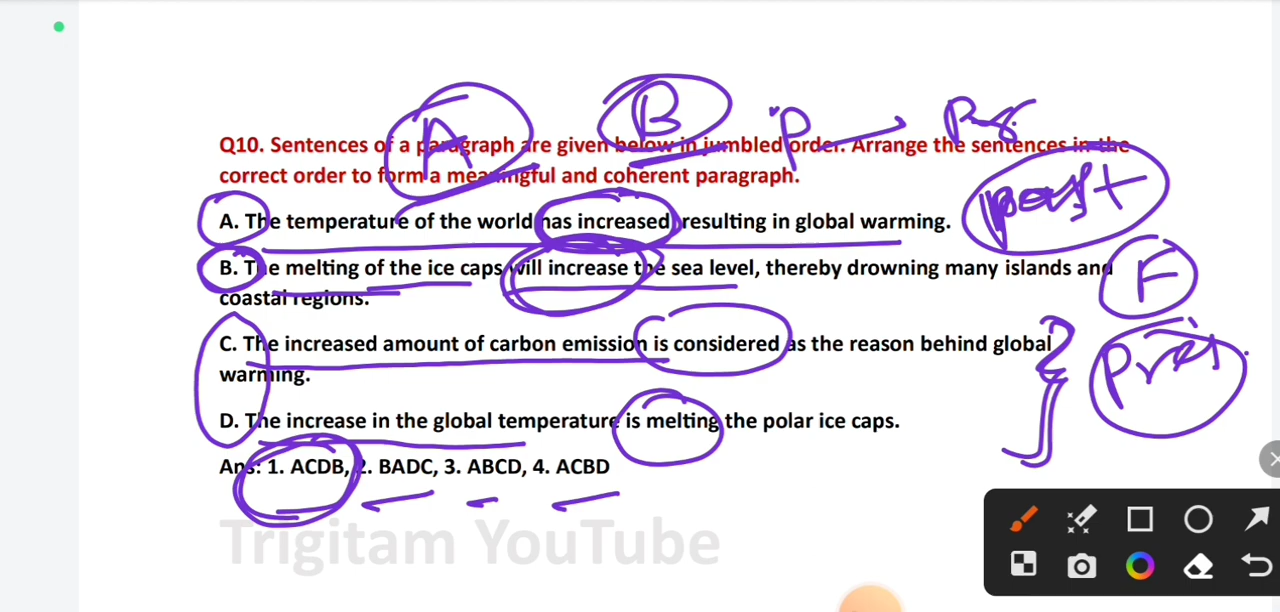 A B P
past
F
Q10. Sentences of a paragraph are given below in jumbled order. Arrange the sentences in the
correct order to form a meaningful and coherent paragraph.
A. The temperature of the world has increased, resulting in global warming.
B. The melting of the ice caps will increase the sea level, thereby drowning many islands and
coastal regions.
C. The increased amount of carbon emission is considered as the reason behind global
warming.
D. The increase in the global temperature is melting the polar ice caps.
Ans: 1. ACDB, 2. BADC, 3. ABCD, 4. ACBD
Trigitam YouTube